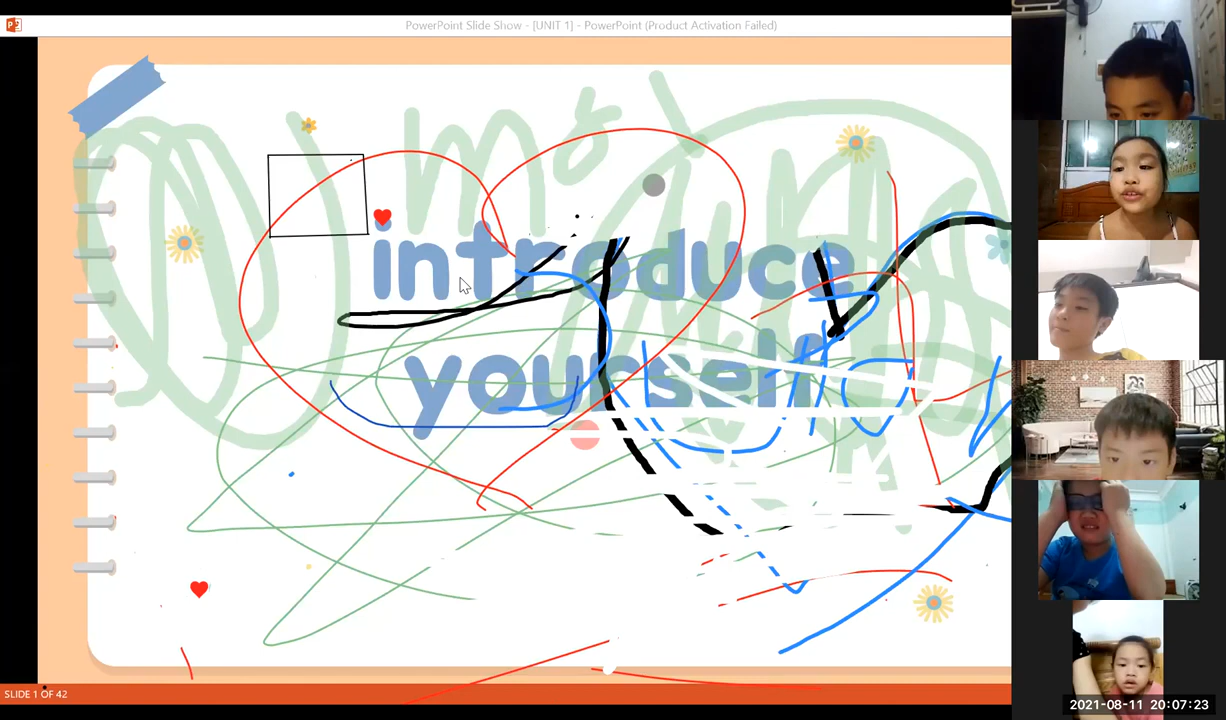 PowerPoint Slide Show - [UNIT 1] - PowerPoint (Product Activation Failed)
introduce
yourself
SLIDE 1 OF 42
2021-08-11 20:07:23